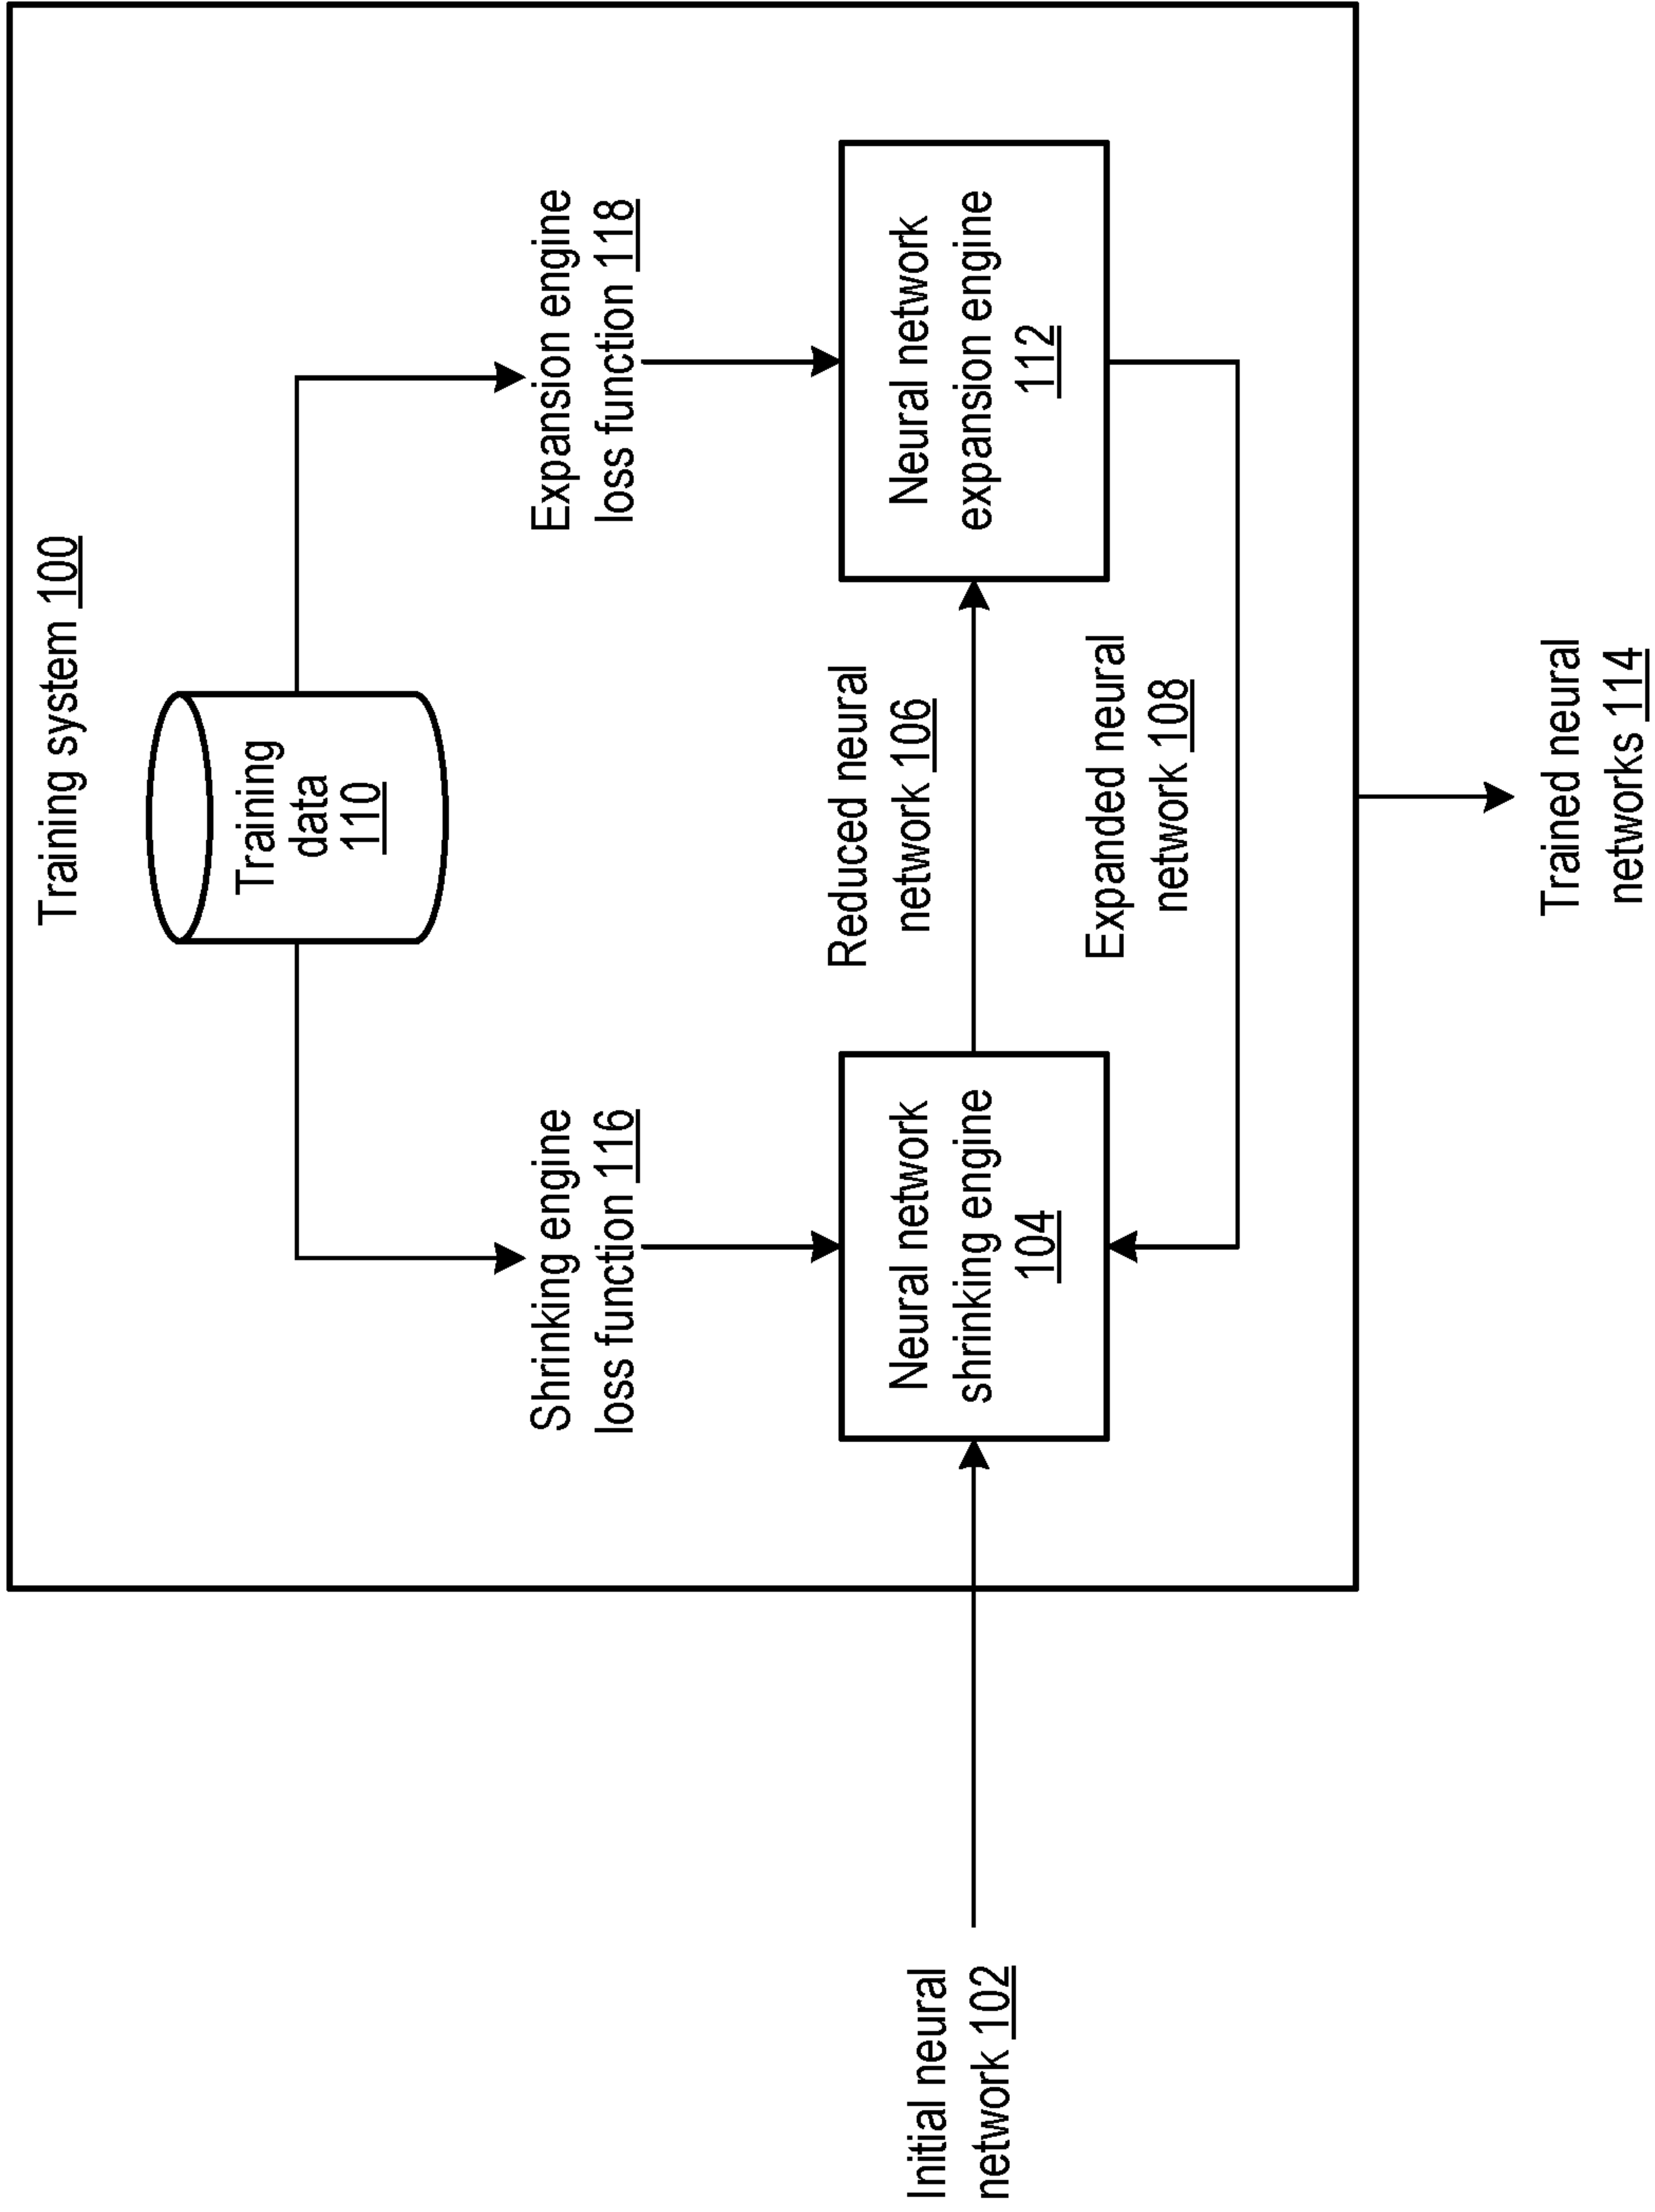 Training system 100
Training
data
110
Shrinking engine
loss function 116
Expansion engine
loss function 118
Initial neural
network 102
Neural network
shrinking engine
104
Reduced neural
network 106
Neural network
expansion engine
112
Expanded neural
network 108
Trained neural
networks 114